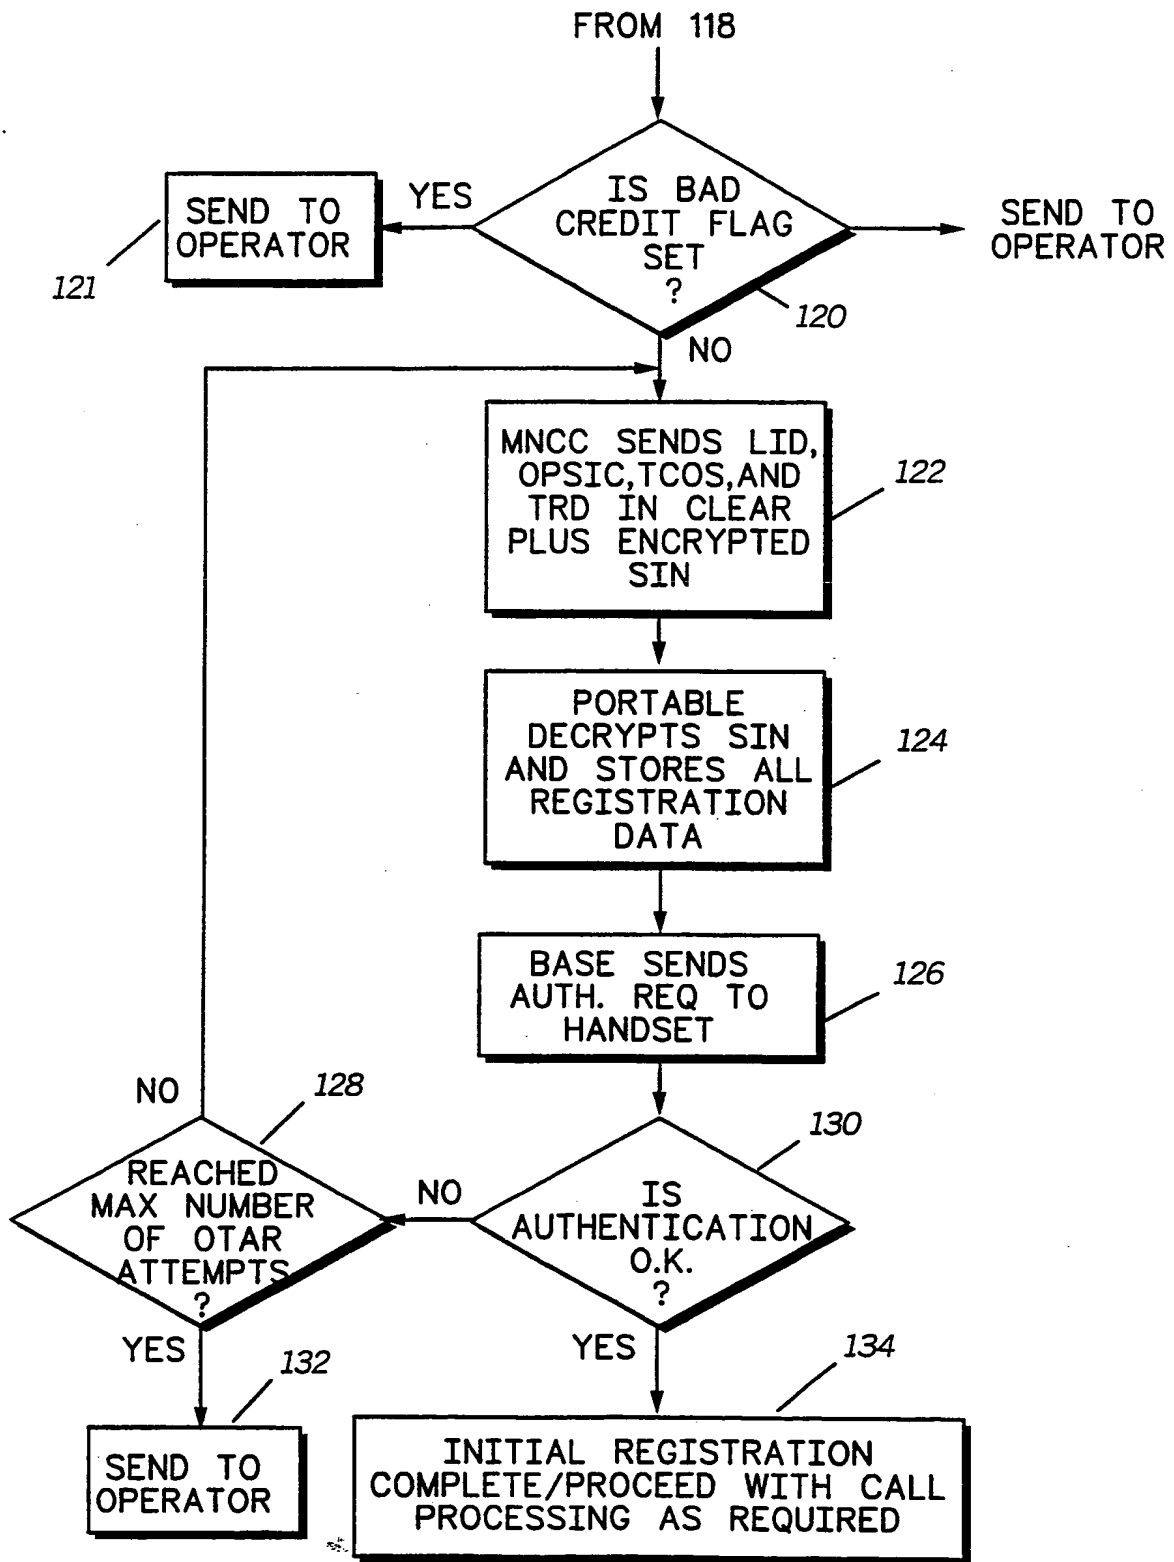 FROM 118
IS BAD
CREDIT FLAG
SET
?
YES
SEND TO
OPERATOR
121
SEND TO
OPERATOR
120
NO
MNCC SENDS LID,
OPSIC,TCOS,AND
TRD IN CLEAR
PLUS ENCRYPTED
SIN
122
PORTABLE
DECRYPTS SIN
AND STORES ALL
REGISTRATION
DATA
124
BASE SENDS
AUTH. REQ TO
HANDSET
126
NO
128
REACHED
MAX NUMBER
OF OTAR
ATTEMPTS
?
NO
130
IS
AUTHENTICATION
O.K.
?
YES
132
SEND TO
OPERATOR
YES
134
INITIAL REGISTRATION
COMPLETE/PROCEED WITH CALL
PROCESSING AS REQUIRED